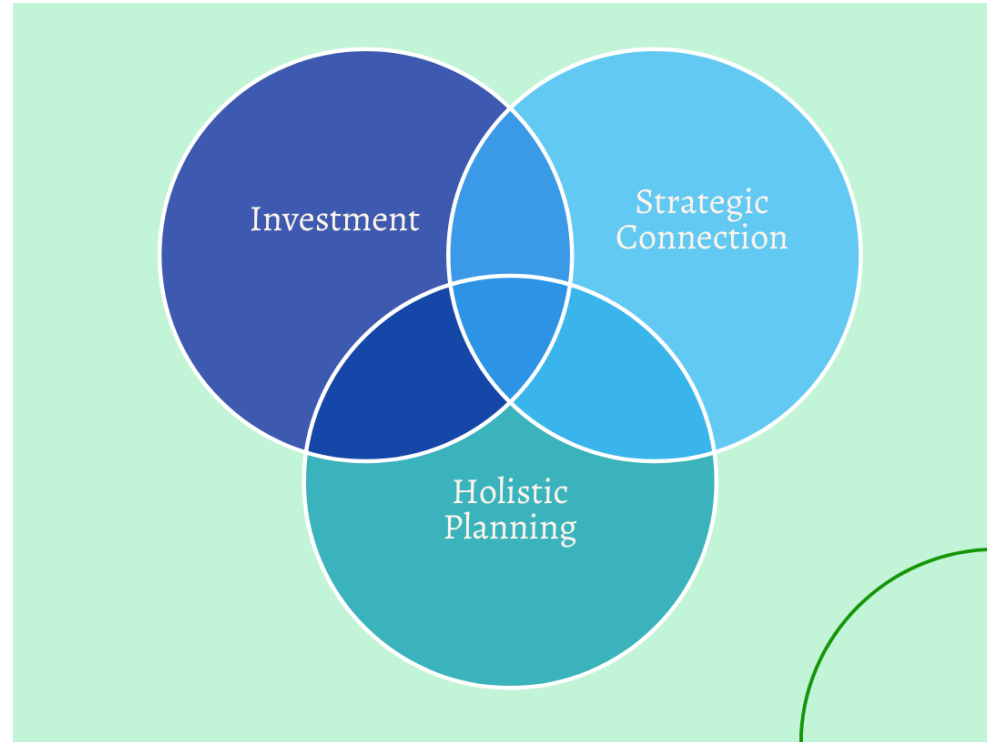 Investment
Strategic
Connection
Holistic
Planning